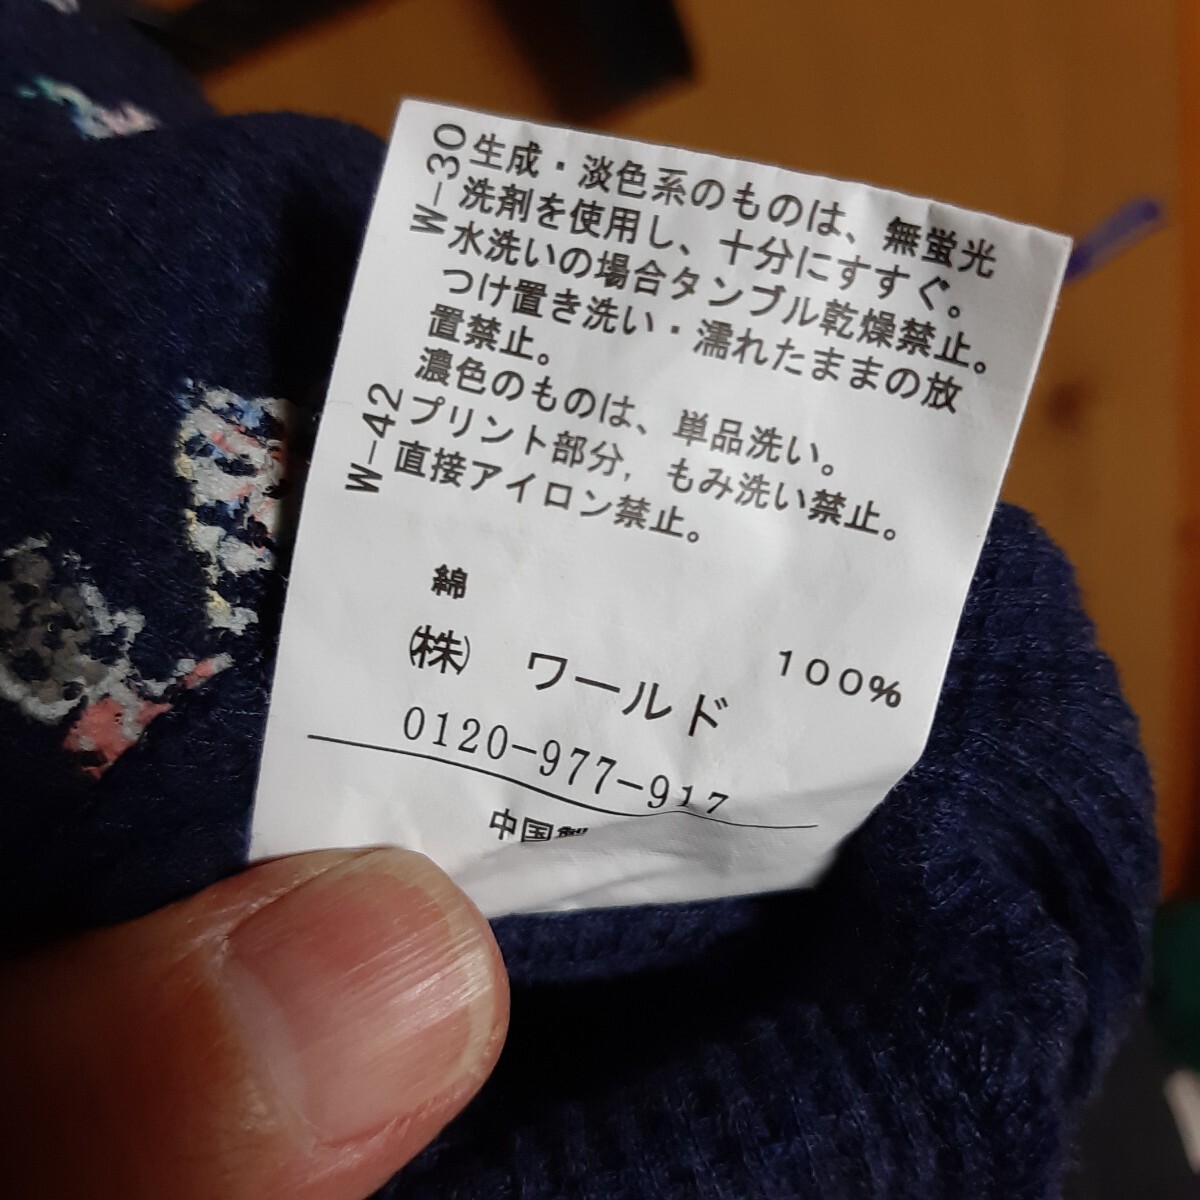 W-30
生成・淡色系のものは、無蛍光
洗剤を使用し、十分にすすぐ。
水洗いの場合タンブル乾燥禁止。
つけ置き洗い・濡れたままの放
置禁止。
濃色のものは、単品洗い。
W-42
プリント部分,もみ洗い禁止。
直接アイロン禁止。
綿 100%
(株) ワールド
0120-977-917
中国製